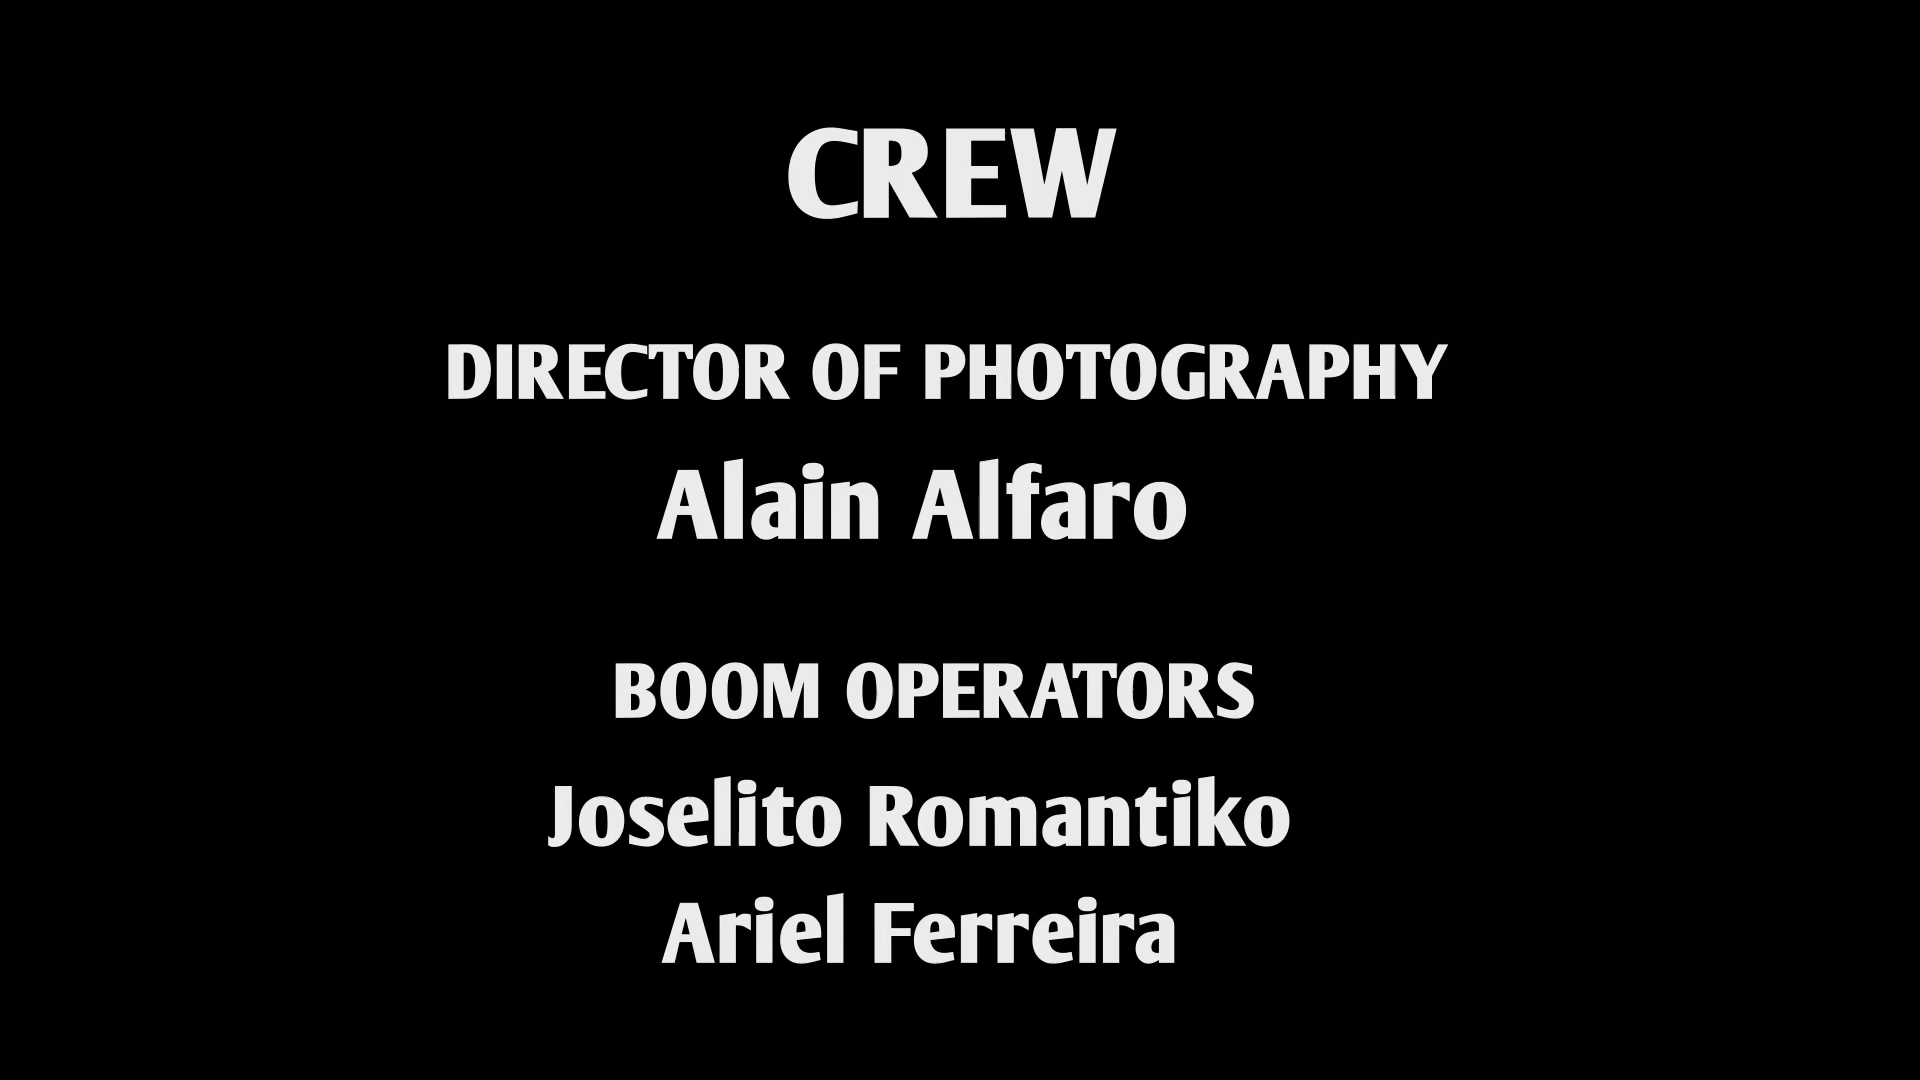 CREW
DIRECTOR OF PHOTOGRAPHY
Alain Alfaro
BOOM OPERATORS
Joselito Romantiko
Ariel Ferreira